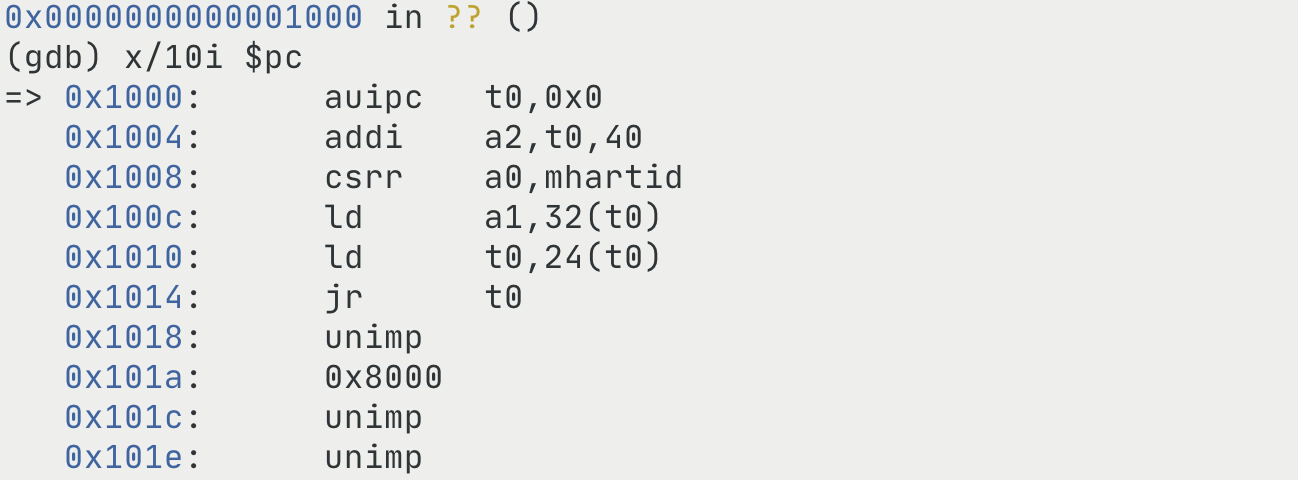 0x0000000000001000 in ?? ()
(gdb) x/10i $pc
=> 0x1000:      auipc   t0,0x0
   0x1004:      addi    a2,t0,40
   0x1008:      csrr    a0,mhartid
   0x100c:      ld      a1,32(t0)
   0x1010:      ld      t0,24(t0)
   0x1014:      jr      t0
   0x1018:      unimp
   0x101a:      0x8000
   0x101c:      unimp
   0x101e:      unimp